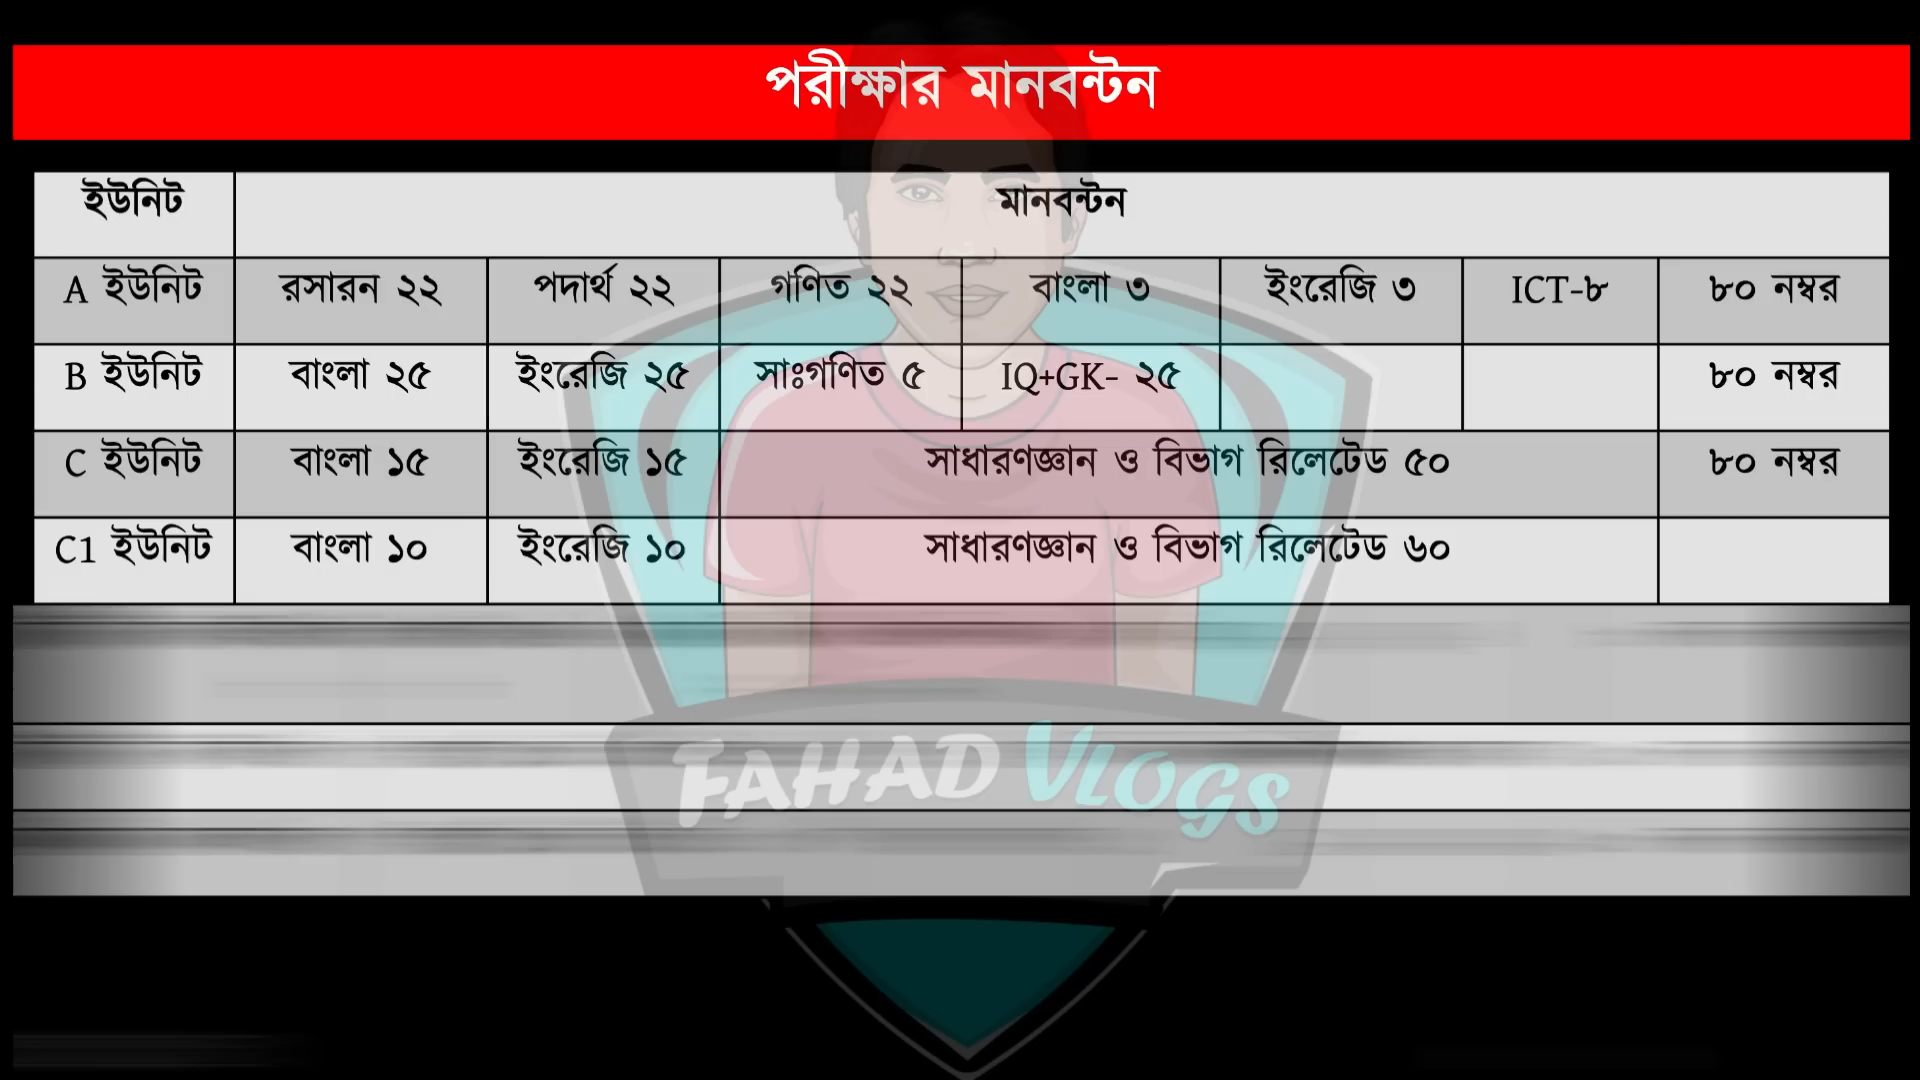 পরীক্ষার মানবন্টন
ইউনিট মানবন্টন
A ইউনিট রসারন ২২ পদার্থ ২২ গণিত ২২ বাংলা ৩ ইংরেজি ৩ ICT-৮ ৮০ নম্বর
B ইউনিট বাংলা ২৫ ইংরেজি ২৫ সাঃগণিত ৫ IQ+GK- ২৫ ৮০ নম্বর
C ইউনিট বাংলা ১৫ ইংরেজি ১৫ সাধারণজ্ঞান ও বিভাগ রিলেটেড ৫০ ৮০ নম্বর
C1 ইউনিট বাংলা ১০ ইংরেজি ১০ সাধারণজ্ঞান ও বিভাগ রিলেটেড ৬০
FAHAD VLOGS